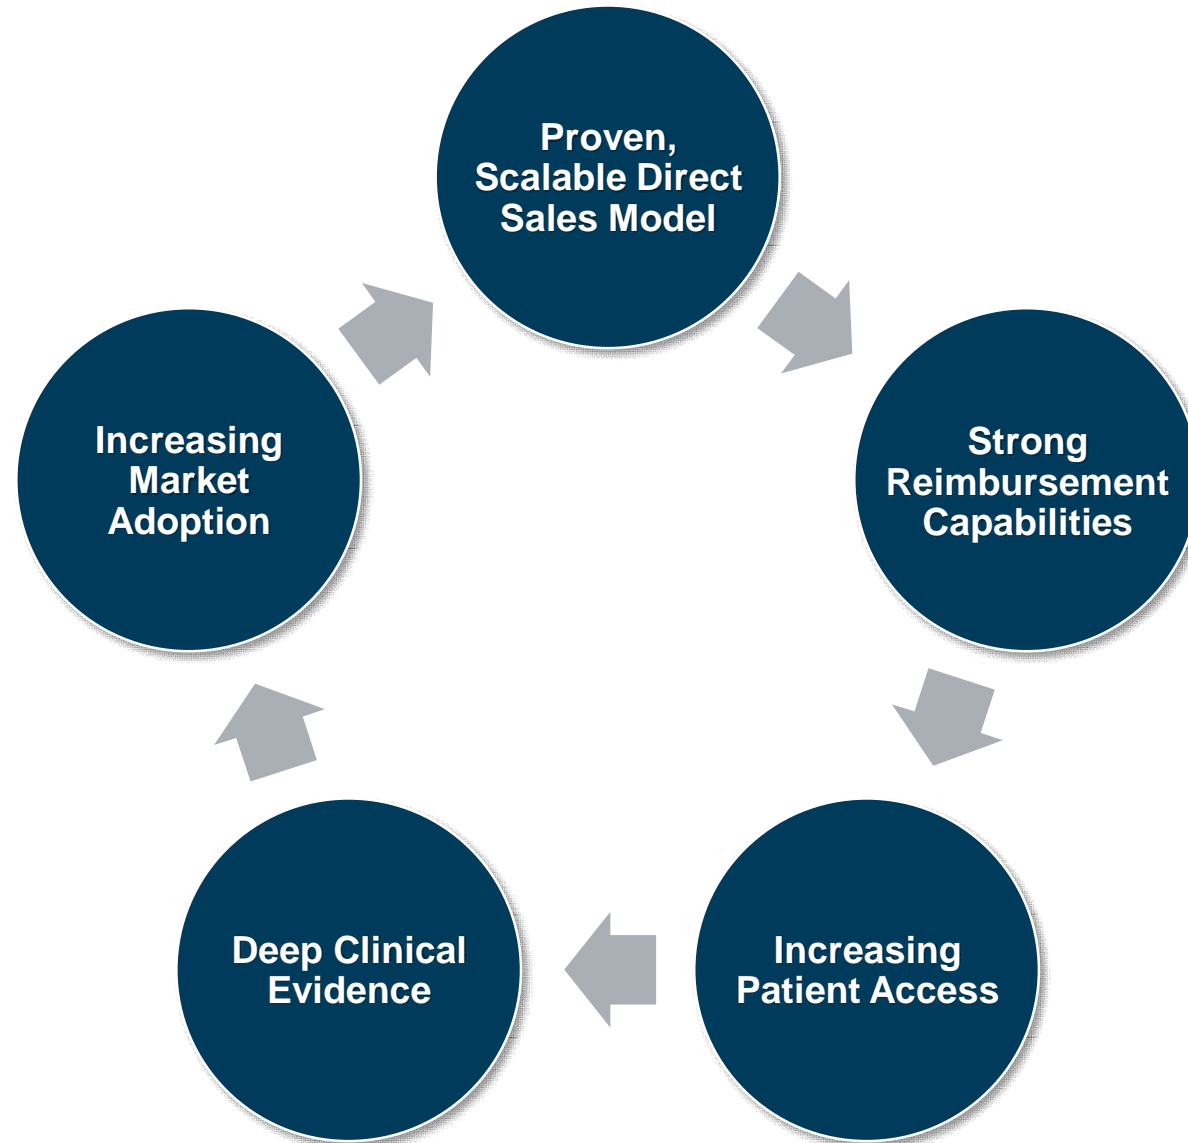 Proven,
Scalable Direct
Sales Model
Strong
Reimbursement
Capabilities
Increasing
Patient Access
Deep Clinical
Evidence
Increasing
Market
Adoption